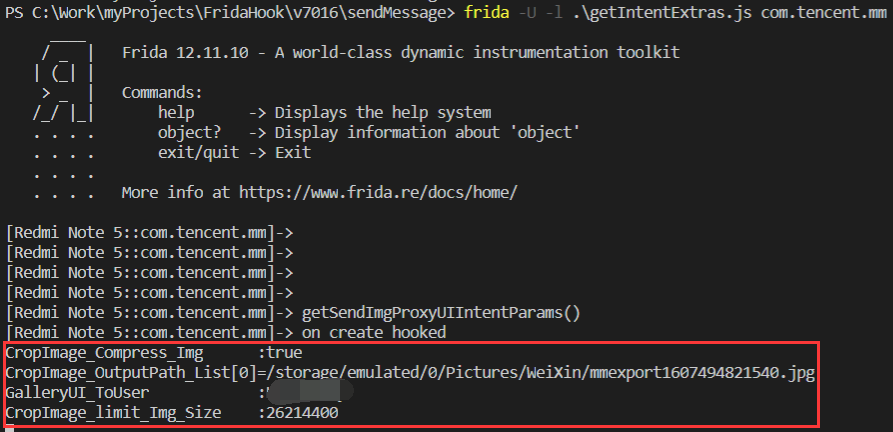 PS C:\Work\myProjects\FridaHook\v7016\sendMessage> frida -U -l .\getIntentExtras.js com.tencent.mm
     ____
    / _  |   Frida 12.11.10 - A world-class dynamic instrumentation toolkit
   | (_| |
    > _  |   Commands:
   /_/ |_|       help      -> Displays the help system
   . . . .       object?   -> Display information about 'object'
   . . . .       exit/quit -> Exit
   . . . .
   . . . .   More info at https://www.frida.re/docs/home/
[Redmi Note 5::com.tencent.mm]->
[Redmi Note 5::com.tencent.mm]->
[Redmi Note 5::com.tencent.mm]->
[Redmi Note 5::com.tencent.mm]->
[Redmi Note 5::com.tencent.mm]-> getSendImgProxyUIIntentParams()
[Redmi Note 5::com.tencent.mm]-> on create hooked
CropImage_Compress_Img      :true
CropImage_OutputPath_List[0]=/storage/emulated/0/Pictures/WeiXin/mmexport1607494821540.jpg
GalleryUI_ToUser            :
CropImage_limit_Img_Size    :26214400